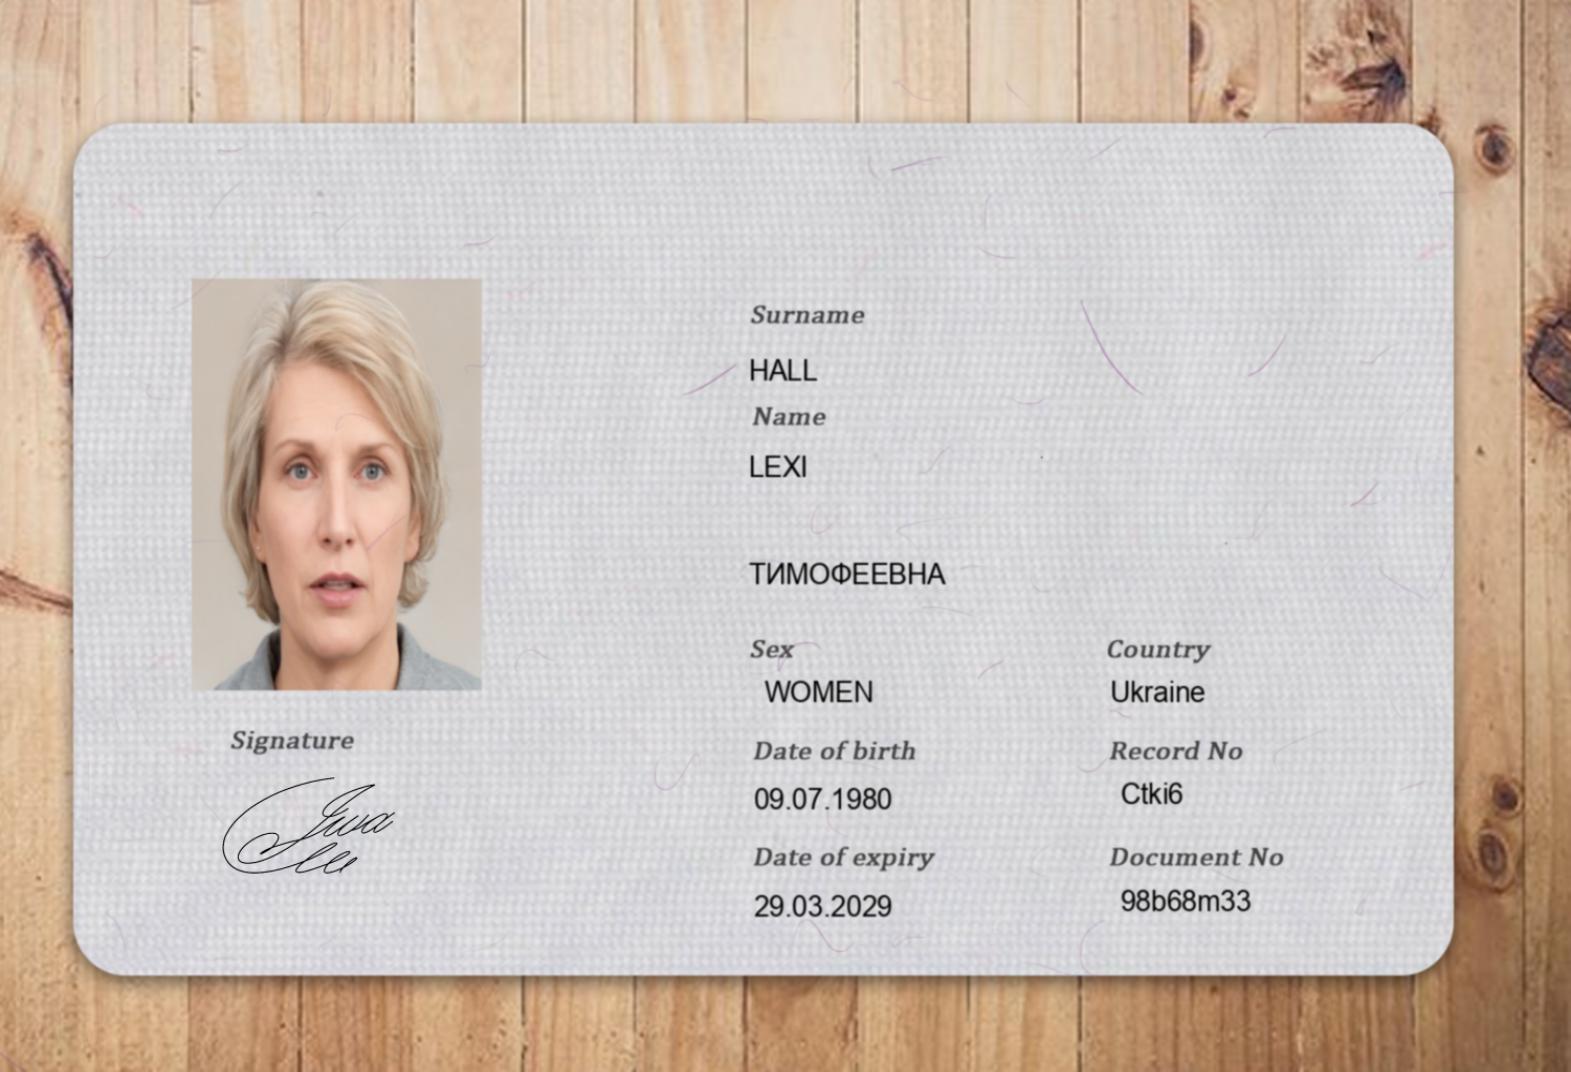 Surname
HALL
Name
LEXI
ТИМОФЕЕВНА
Sex
Country
WOMEN
Ukraine
Date of birth
Record No
09.07.1980
Ctki6
Date of expiry
Document No
29.03.2029
98b68m33
Signature